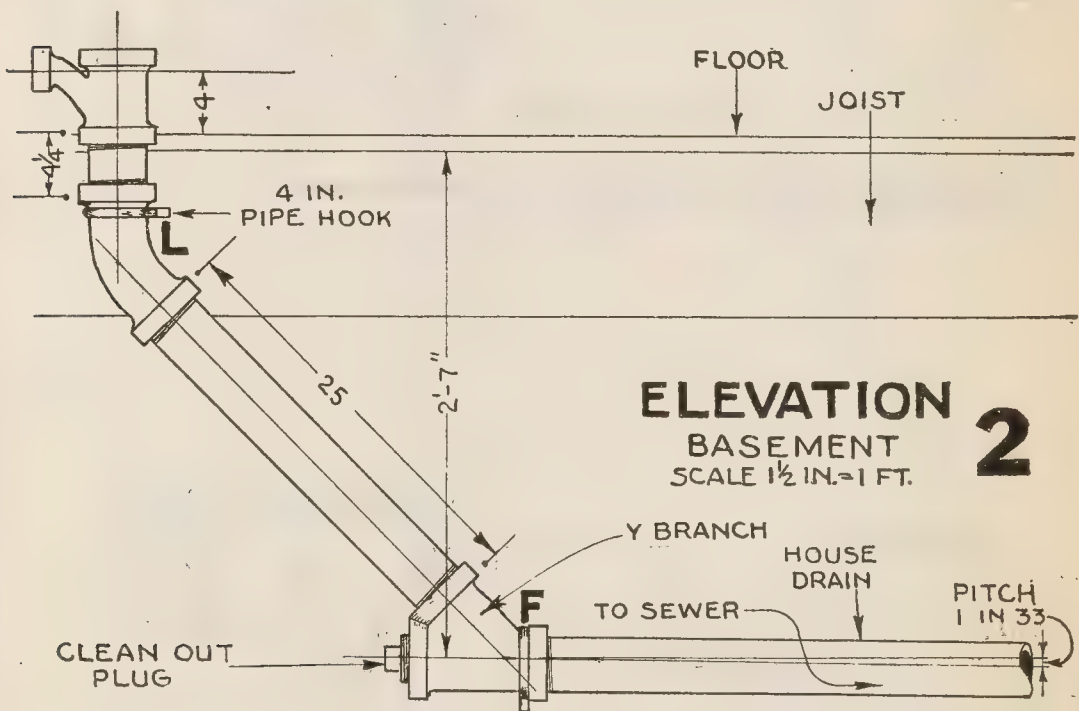 FLOOR
JOIST
4
4¼
4 IN.
PIPE HOOK
L
25
2'-7"
ELEVATION 2
BASEMENT
SCALE 1½ IN.=1 FT.
Y BRANCH
HOUSE
DRAIN
F
TO SEWER
PITCH
1 IN 33
CLEAN OUT
PLUG